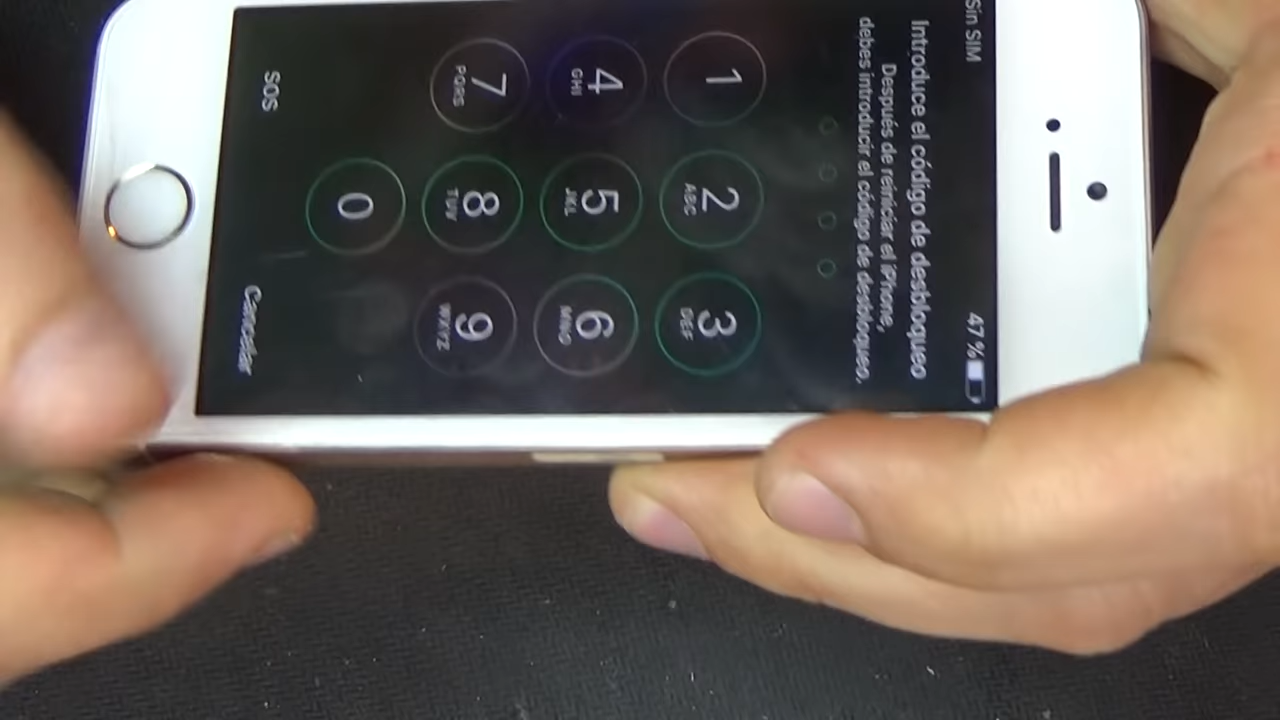 Sin SIM 47 %
Introduce el código de desbloqueo
Después de reiniciar el iPhone,
debes introducir el código de desbloqueo.
1 2 ABC 3 DEF
4 GHI 5 JKL 6 MNO
7 PQRS 8 TUV 9 WXYZ
0
SOS Cancelar